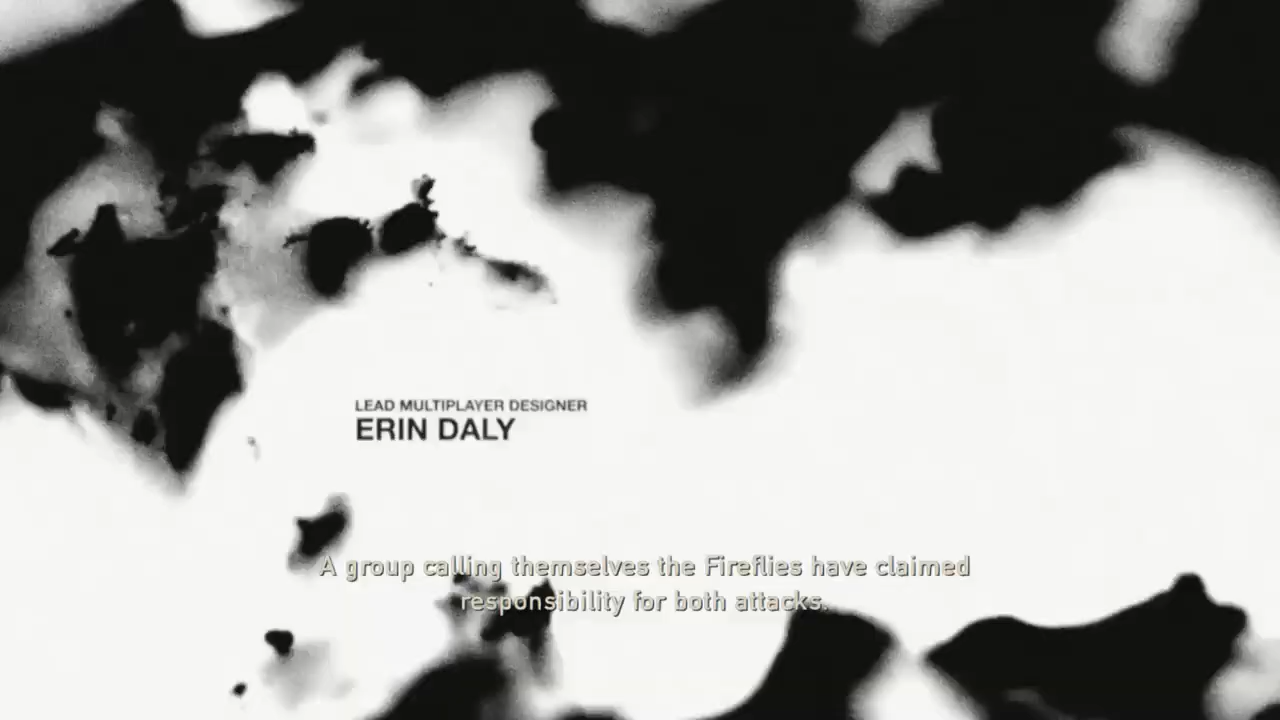 LEAD MULTIPLAYER DESIGNER
ERIN DALY
A group calling themselves the Fireflies have claimed
responsibility for both attacks.